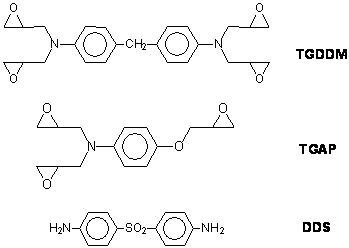 O O
N CH2 N
O O
TGDDM
O O
N O
O
TGAP
H2N SO2 NH2
DDS